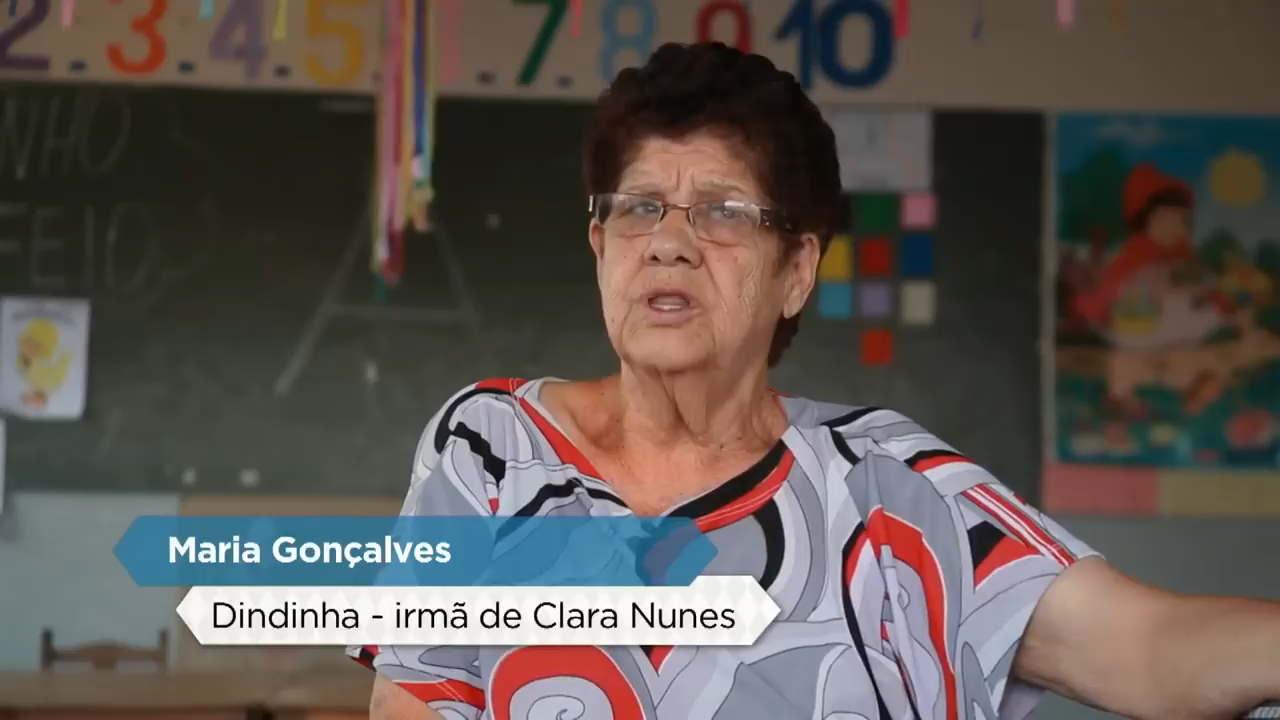 2. 3. 4. 5. . 7. 8. 9. 10
NHO
FEIO
Maria Gonçalves
Dindinha - irmã de Clara Nunes